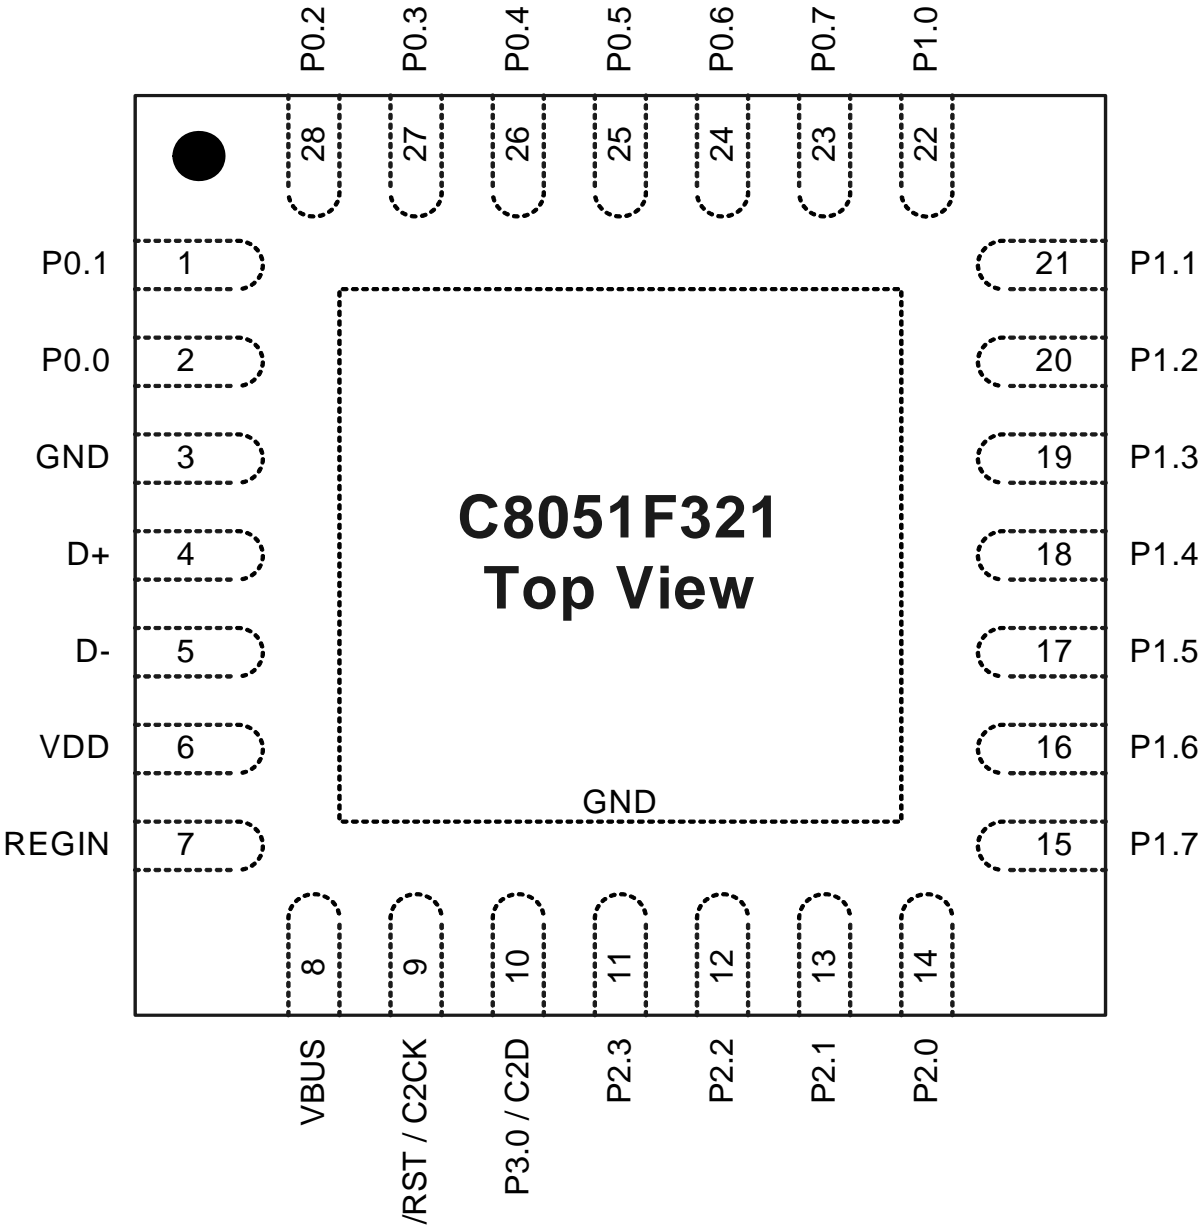 P0.2
P0.3
P0.4
P0.5
P0.6
P0.7
P1.0
28
27
26
25
24
23
22
P0.1 1
21 P1.1
P0.0 2
20 P1.2
GND 3
19 P1.3
D+ 4
18 P1.4
D- 5
17 P1.5
VDD 6
16 P1.6
REGIN 7
15 P1.7
C8051F321
Top View
GND
8
9
10
11
12
13
14
VBUS
/RST / C2CK
P3.0 / C2D
P2.3
P2.2
P2.1
P2.0